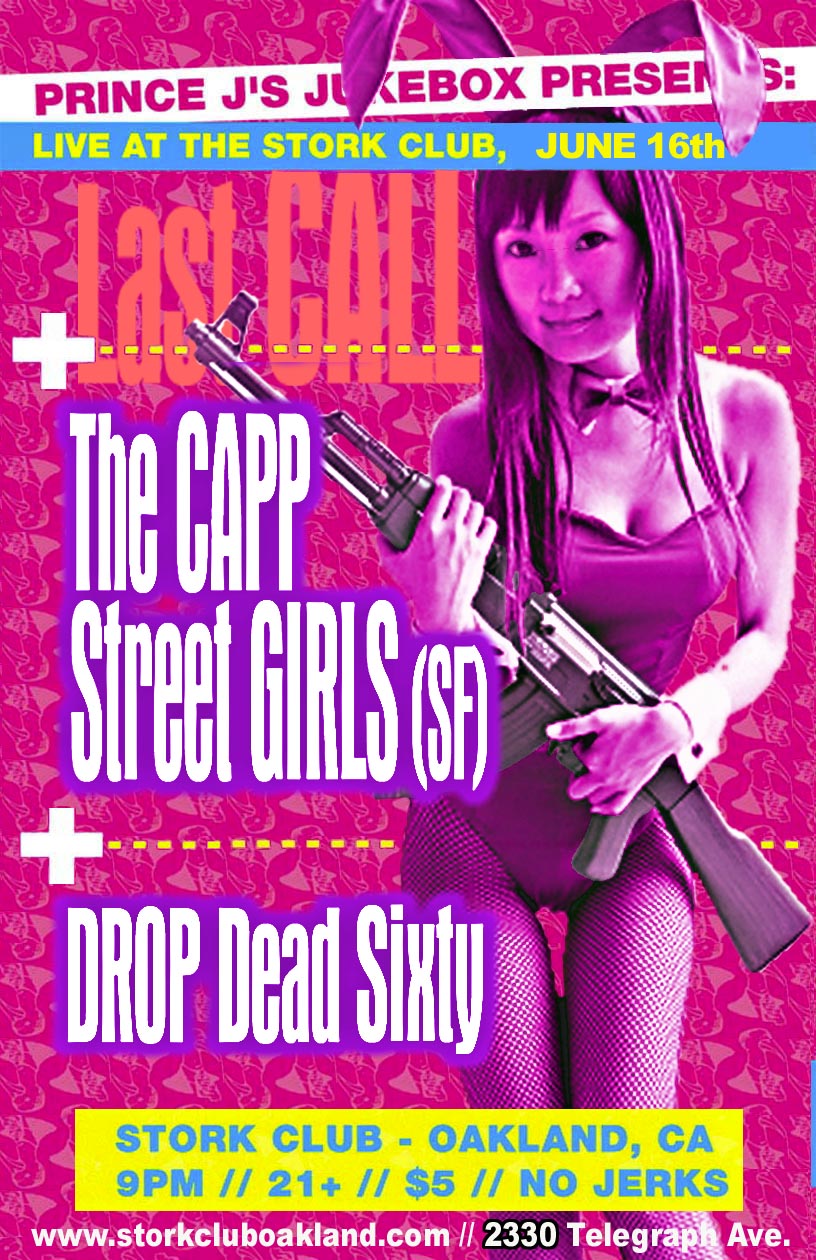 PRINCE J'S JUKEBOX PRESENTS:
LIVE AT THE STORK CLUB, JUNE 16th
Last CALL
+
The CAPP
Street GIRLS (SF)
+
DROP Dead Sixty
STORK CLUB - OAKLAND, CA
9PM // 21+ // $5 // NO JERKS
www.storkcluboakland.com // 2330 Telegraph Ave.